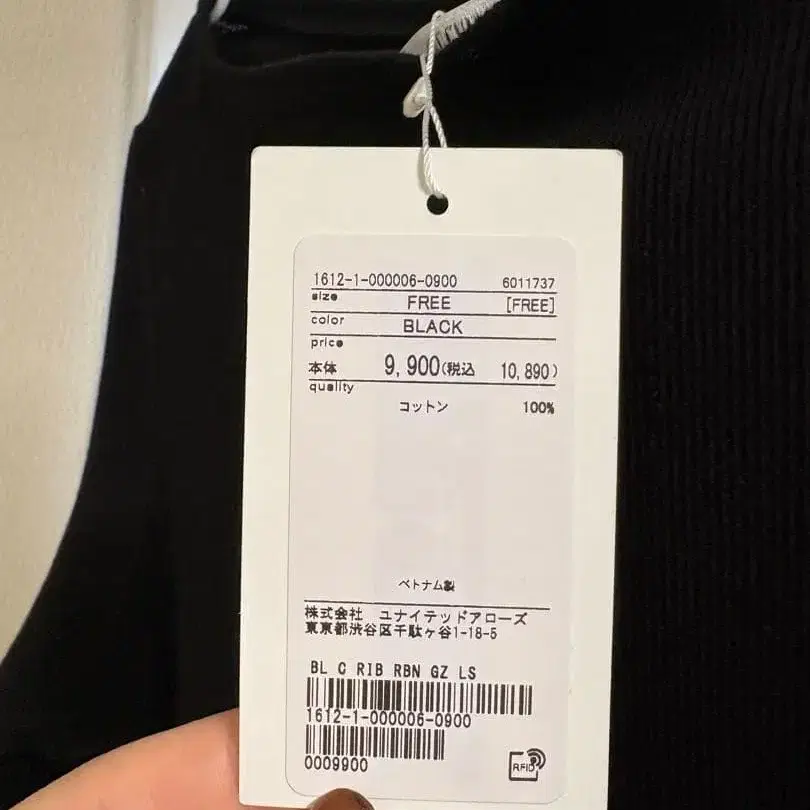 1612-1-000006-0900 6011737
size FREE [FREE]
color BLACK
price
本体 9,900(税込 10,890)
quality
コットン 100%
ベトナム製
株式会社 ユナイテッドアローズ
東京都渋谷区千駄ヶ谷1-18-5
BL C RIB RBN GZ LS
1612-1-000006-0900
0009900
RFID